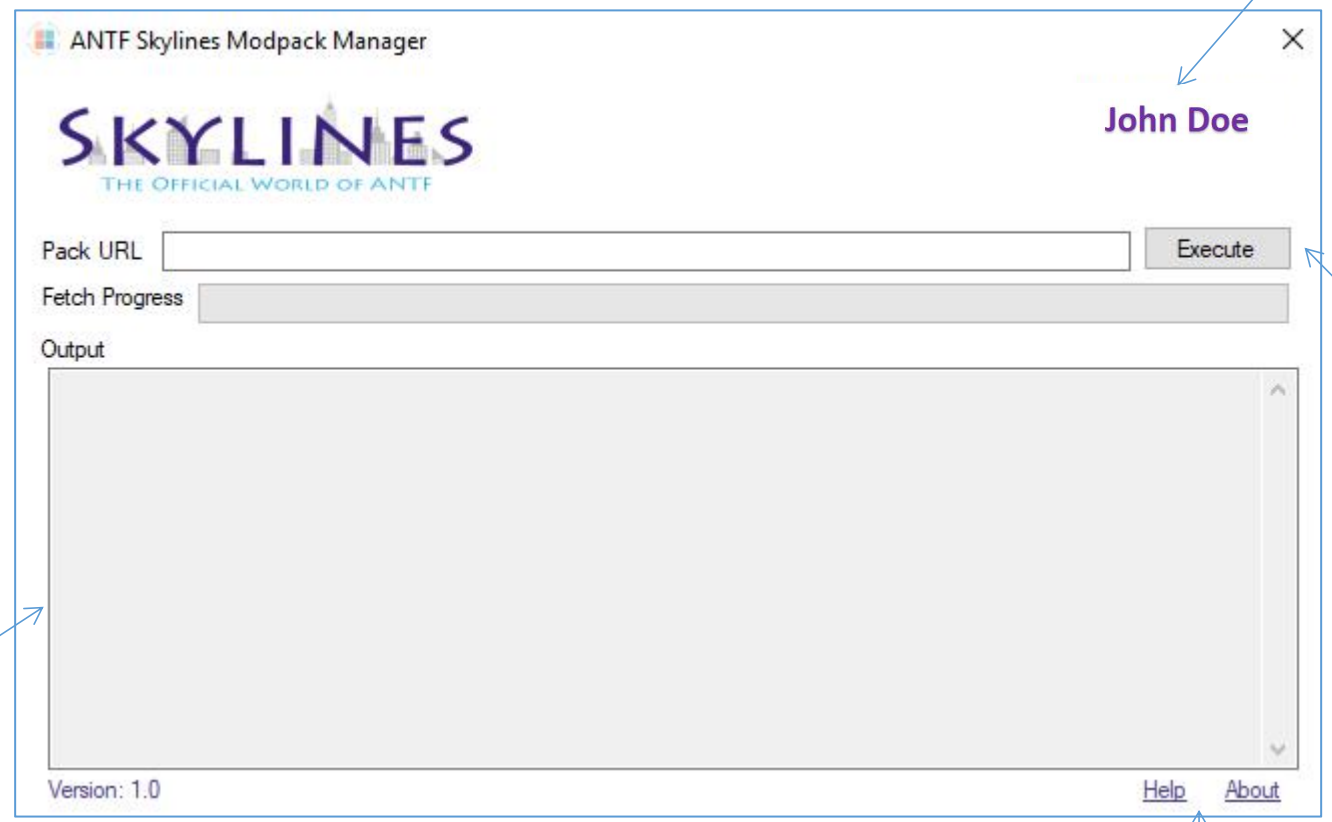 ANTF Skylines Modpack Manager
SKYLINES
THE OFFICIAL WORLD OF ANTF
John Doe
Pack URL
Execute
Fetch Progress
Output
Version: 1.0
Help About